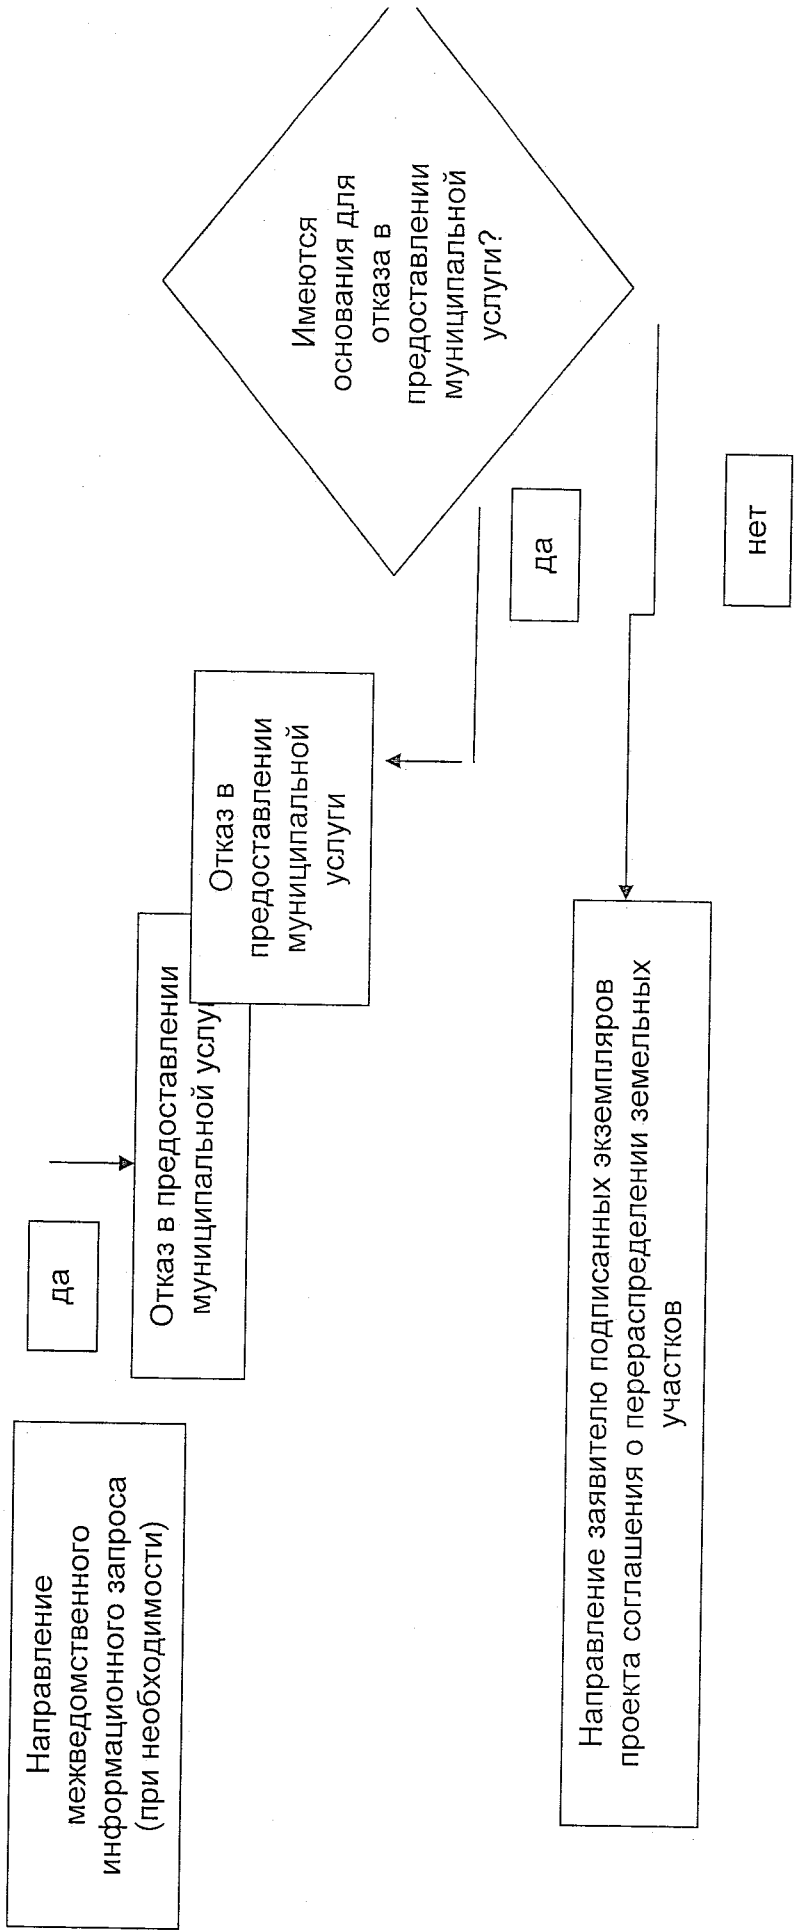 Направление
межведомственного
информационного запроса
(при необходимости)
да
Отказ в предоставлении
муниципальной услу
Отказ в
предоставлении
муниципальной
услуги
Имеются
основания для
отказа в
предоставлении
муниципальной
услуги?
да
нет
Направление заявителю подписанных экземпляров
проекта соглашения о перераспределении земельных
участков